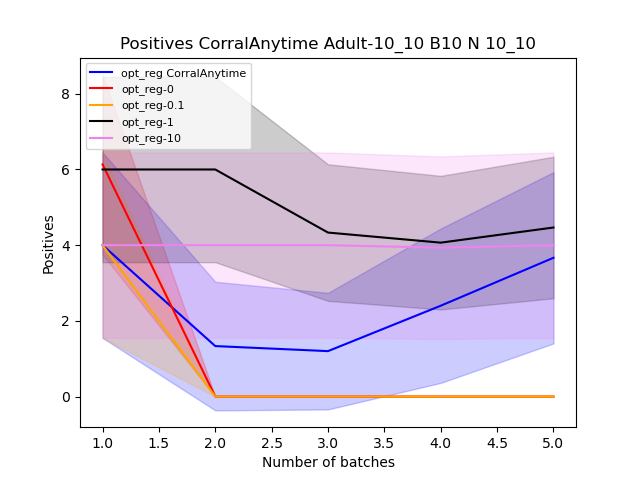 Positives CorralAnytime Adult-10_10 B10 N 10_10
opt_reg CorralAnytime
opt_reg-0
opt_reg-0.1
opt_reg-1
opt_reg-10
8
6
4
2
0
Positives
1.0 1.5 2.0 2.5 3.0 3.5 4.0 4.5 5.0
Number of batches